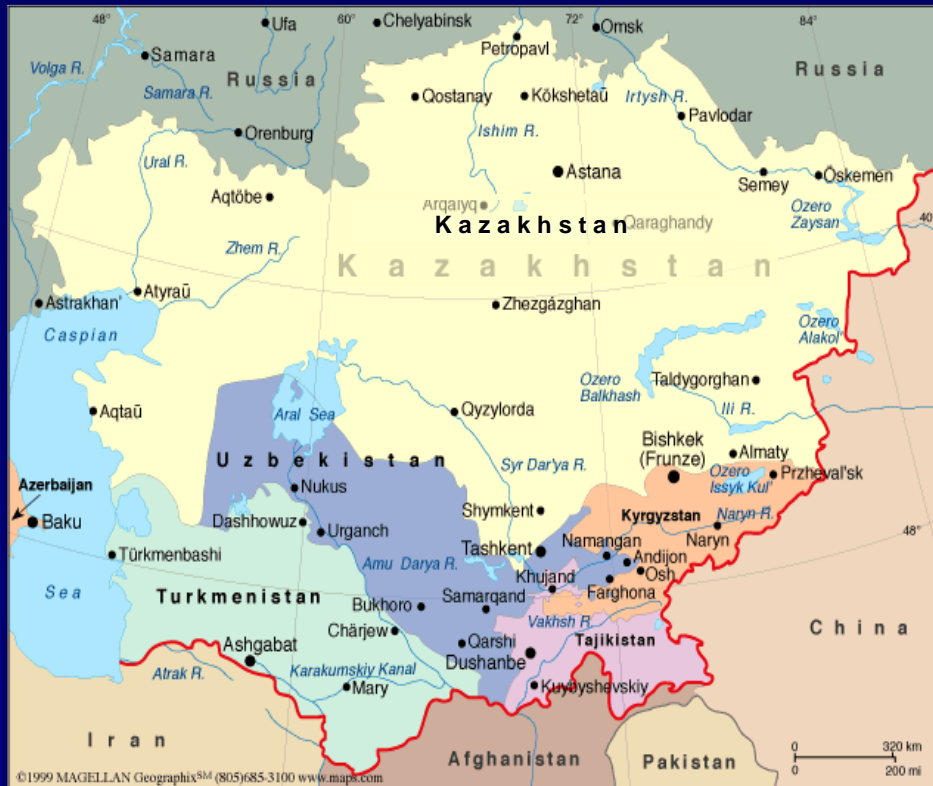 48°
60°
72°
84°
Ufa
Chelyabinsk
Omsk
Petropavl
Samara
Volga R.
Russia
Russia
Samara R.
Qostanay
Kökshetaū
Irtysh R.
Pavlodar
Orenburg
Ishim R.
Ural R.
Astana
Semey
Öskemen
Aqtöbe
Arqalyq
Ozero
Zaysan
40
Kazakhstan
Qaraghandy
Zhem R.
Kazakhstan
Atyraū
Astrakhan'
Zhezgázghan
Caspian
Ozero
Alakol'
Ozero
Balkhash
Taldygorghan
Aqtaū
Aral Sea
Qyzylorda
Ili R.
Bishkek
(Frunze)
Almaty
Uzbekistan
Syr Dar'ya R.
Ozero
Issyk Kul'
Przheval'sk
Azerbaijan
Nukus
Baku
Dashhowuz
Urganch
Shymkent
Kyrgyzstan
Naryn R.
48°
Naryn
Türkmenbashi
Tashkent
Namangan
Andijon
Amu Darya R.
Khujand
Osh
Sea
Turkmenistan
Farghona
Bukhoro
Samarqand
Vakhsh R.
Chärjew
Tajikistan
China
Ashgabat
Qarshi
Dushanbe
Atrak R.
Karakumskiy Kanal
Mary
Kuybyshevskiy
Iran
Afghanistan
Pakistan
0
320 km
0
200 mi
©1999 MAGELLAN Geographix℠ (805)685-3100 www.maps.com